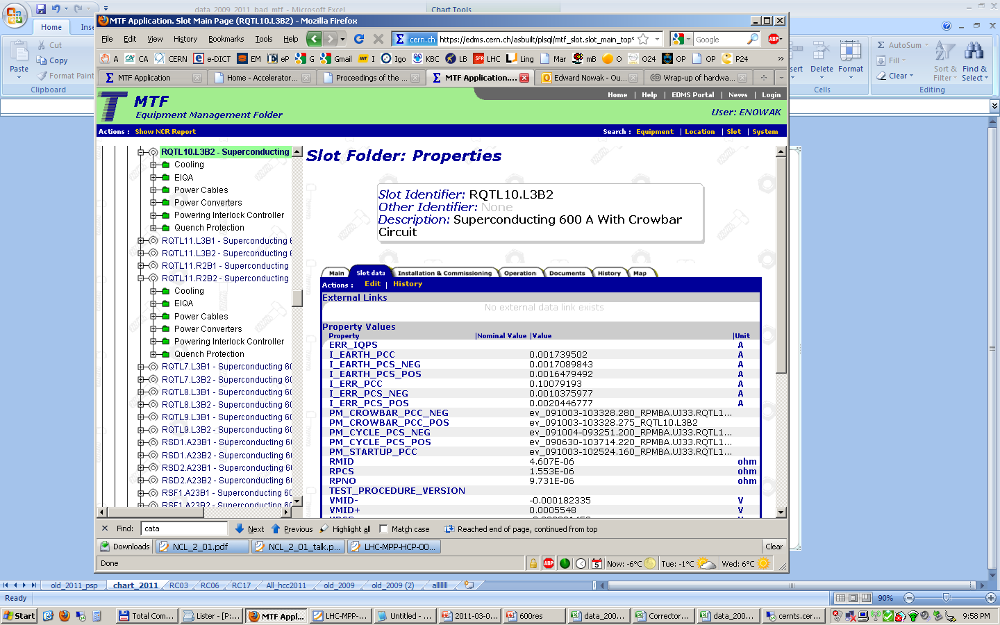 data_2009_2011_bad_mtf - Microsoft Excel
Chart Tools
Home
Inse
Cut
Copy
Format Paint
Paste
Clipboard
AutoSum
Fill
Clear
Sort & Filter
Find & Select
Editing
sert
Delete
Format
Cells
MTF Application. Slot Main Page (RQTL10.L3B2) - Mozilla Firefox
File Edit View History Bookmarks Tools Help
cern.ch
https://edms.cern.ch/asbuilt/plsql/mtf_slot.slot_main_top?
Google
ABP
A CA CERN e-DICT EM eP G Gmail I Igo KBC LB LHC Ling Mar mB O O24 OP OP P24 »
MTF Application
Home - Accelerator...
Proceedings of the ...
MTF Application....
Edward Nowak - Ou...
Wrap-up of hardwa...
MTF
Equipment Management Folder
Home | Help | EDMS Portal | News | Login
User: ENOWAK
Actions : Show NCR Report
Search : Equipment | Location | Slot | System
RQTL10.L3B2 - Superconducting
Cooling
ElQA
Power Cables
Power Converters
Powering Interlock Controller
Quench Protection
RQTL11.L3B1 - Superconducting 6
RQTL11.L3B2 - Superconducting 6
RQTL11.R2B1 - Superconducting
RQTL11.R2B2 - Superconducting
Cooling
ElQA
Power Cables
Power Converters
Powering Interlock Controller
Quench Protection
RQTL7.L3B1 - Superconducting 60
RQTL7.L3B2 - Superconducting 60
RQTL8.L3B1 - Superconducting 60
RQTL8.L3B2 - Superconducting 60
RQTL9.L3B1 - Superconducting 60
RQTL9.L3B2 - Superconducting 60
RSD1.A23B1 - Superconducting 60
RSD1.A23B2 - Superconducting 60
RSD2.A23B1 - Superconducting 60
RSD2.A23B2 - Superconducting 60
RSF1.A23B1 - Superconducting 60
RSF1.A23B2 - Superconducting 60
Slot Folder: Properties
Slot Identifier: RQTL10.L3B2
Other Identifier: None
Description: Superconducting 600 A With Crowbar
Circuit
Main
Slot data
Installation & Commissioning
Operation
Documents
History
Map
Actions : Edit | History
External Links
No external data link exists
Property Values
Property |Nominal Value |Value |Unit
ERR_IQPS A
I_EARTH_PCC 0.001739502 A
I_EARTH_PCS_NEG 0.0017089843 A
I_EARTH_PCS_POS 0.0016479492 A
I_ERR_PCC 0.10079193 A
I_ERR_PCS_NEG 0.0010375977 A
I_ERR_PCS_POS 0.0020446777 A
PM_CROWBAR_PCC_NEG ev_091003-103328.280_RPMBA.UJ33.RQTL1...
PM_CROWBAR_PCC_POS ev_091003-103328.275_RQTL10.L3B2
PM_CYCLE_PCS_NEG ev_091004-093251.200_RPMBA.UJ33.RQTL1...
PM_CYCLE_PCS_POS ev_090630-103714.220_RPMBA.UJ33.RQTL1...
PM_STARTUP_PCC ev_091003-102524.160_RPMBA.UJ33.RQTL1...
RMID 4.607E-06 ohm
RPCS 1.553E-06 ohm
RPNO 9.731E-06 ohm
TEST_PROCEDURE_VERSION
VMID- -0.000182335 V
VMID+ 0.0005548 V
Find: cata
Next
Previous
Highlight all
Match case
Reached end of page, continued from top
Downloads
NCL_2_01.pdf
NCL_2_01_talk.p...
LHC-MPP-HCP-00...
Clear
Done
ABP
5
Now: -6°C
Tue: -1°C
Wed: 6°C
old_2011_psp
chart_2011
RC03
RC06
RC17
All_hcc2011
old_2009
old_2009 (2)
allllllll
Ready
90%
Start
Total Com...
Lister - [P:...
MTF Appl...
LHC-MPP-...
Untitled - ...
2011-03-0...
600res
data_200...
Corrector...
data_200...
cernts.cer...
9:58 PM